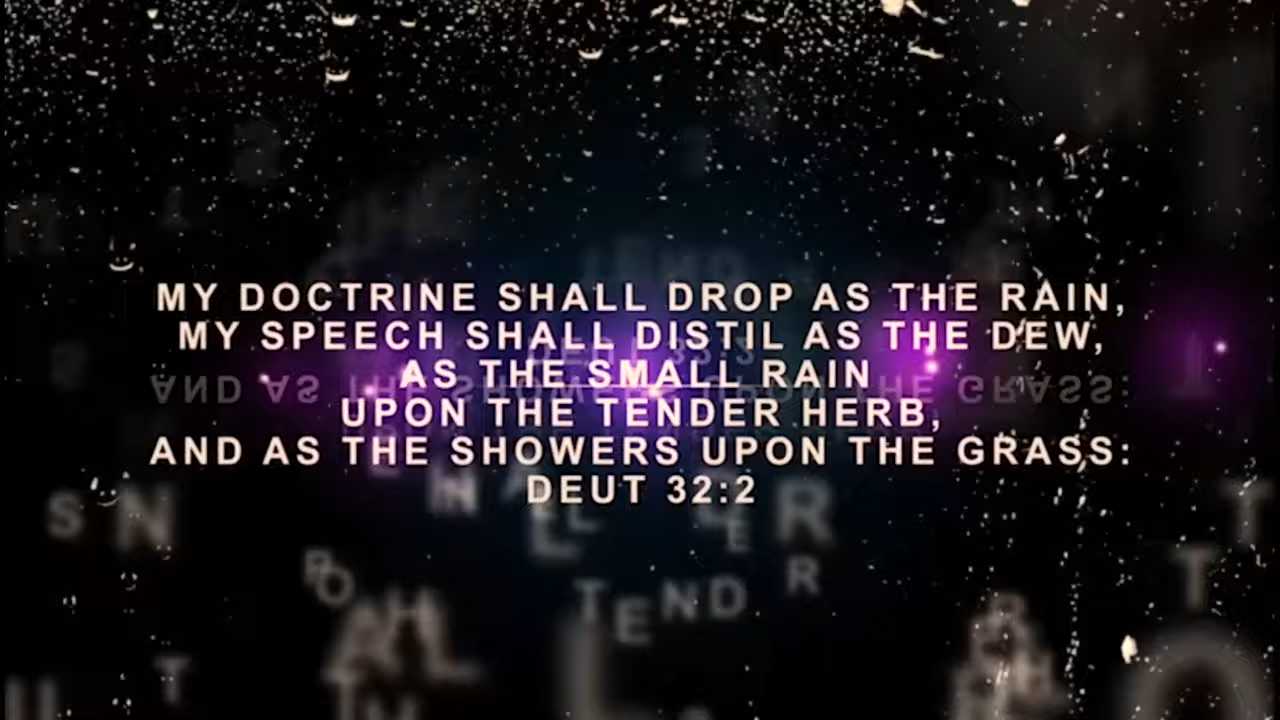 MY DOCTRINE SHALL DROP AS THE RAIN,
MY SPEECH SHALL DISTIL AS THE DEW,
AS THE SMALL RAIN
UPON THE TENDER HERB,
AND AS THE SHOWERS UPON THE GRASS:
DEUT 32:2